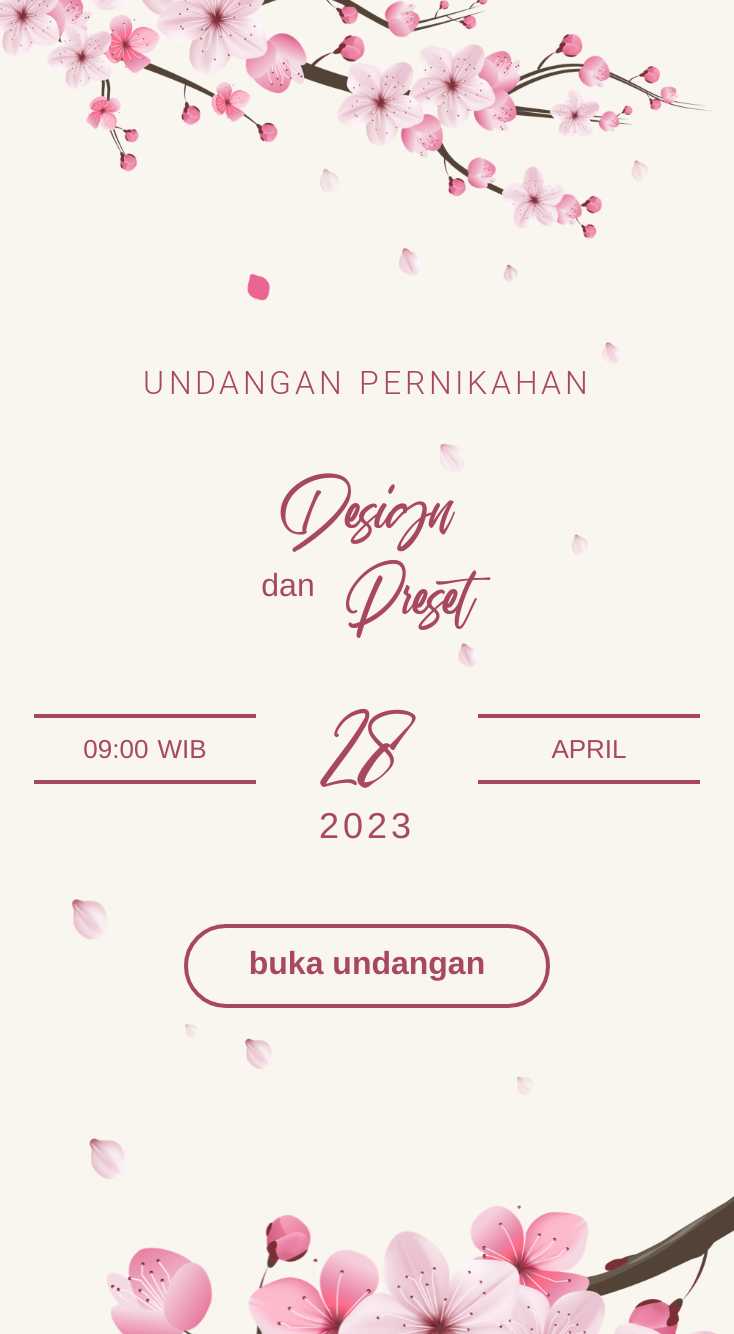 UNDANGAN PERNIKAHAN
Design
dan Preset
09:00 WIB
28
APRIL
2023
buka undangan